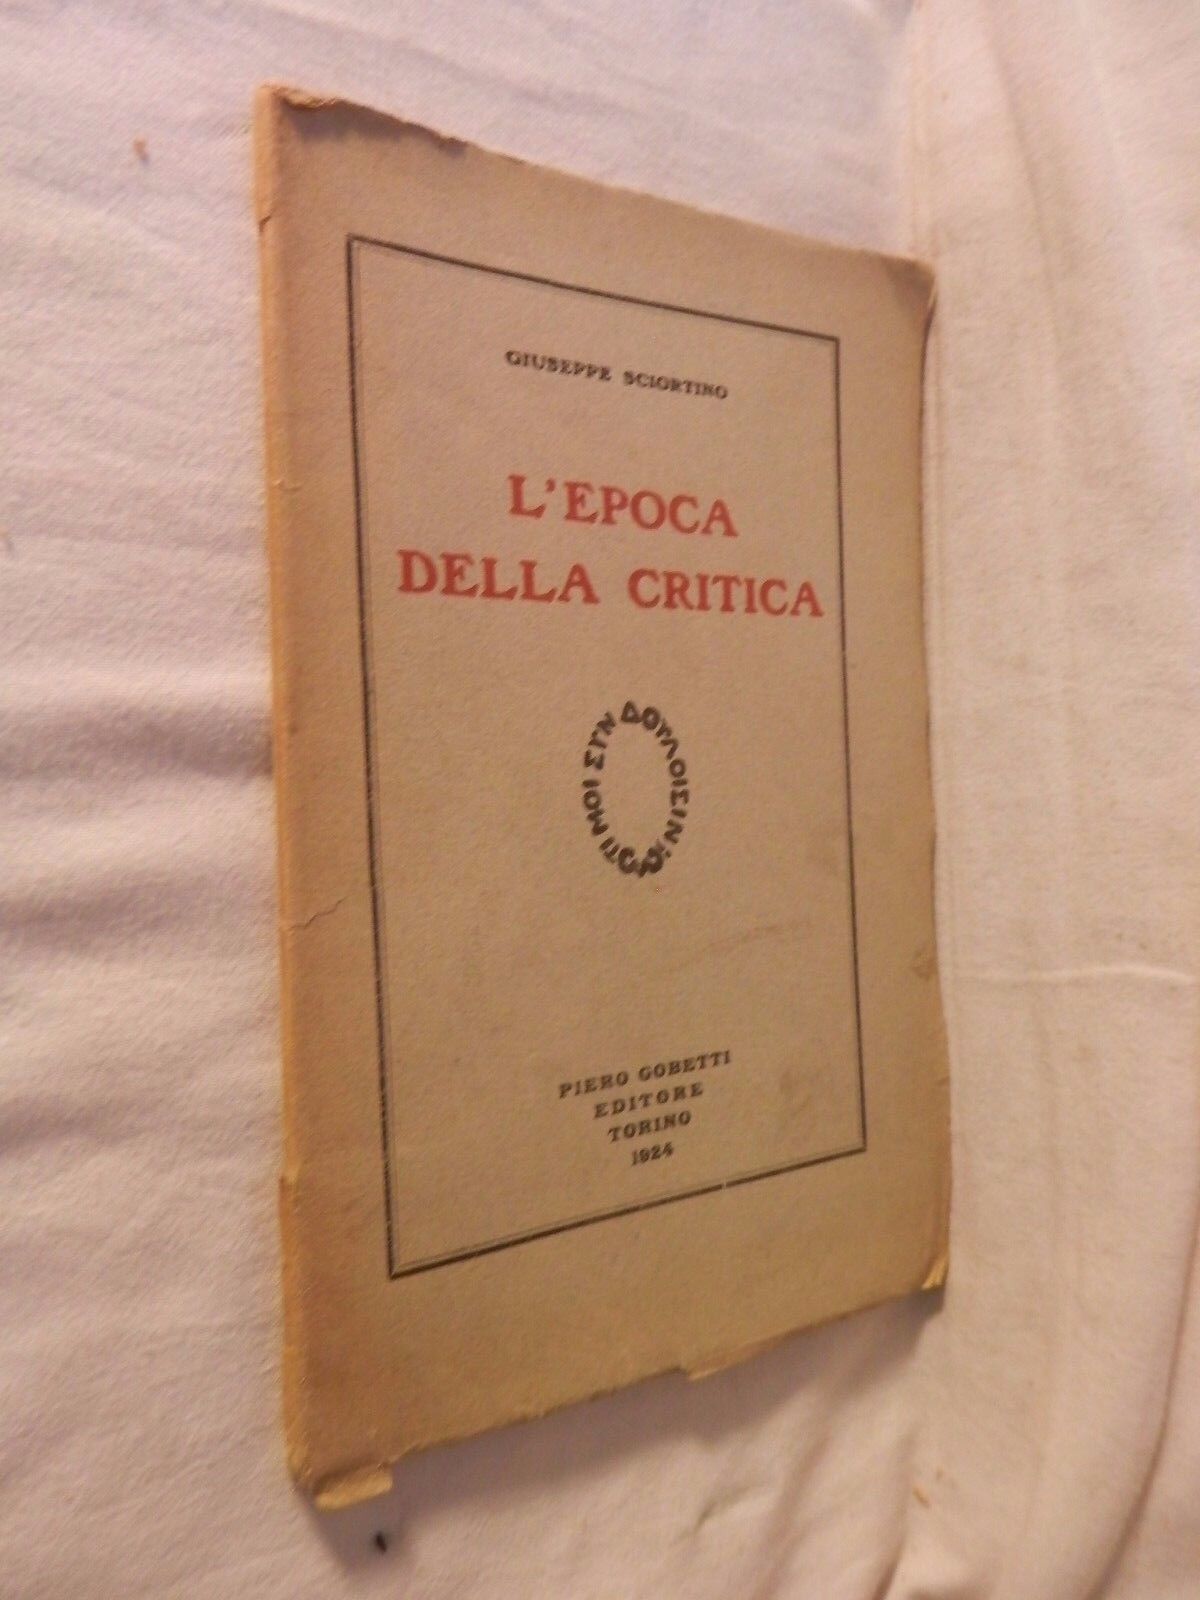 GIUSEPPE SCIORTINO
L'EPOCA
DELLA CRITICA
ΤΙ ΜΟΙ ΣΥΝ ΔΟΥΛΟΙΣΙΝ
PIERO GOBETTI
EDITORE
TORINO
1924